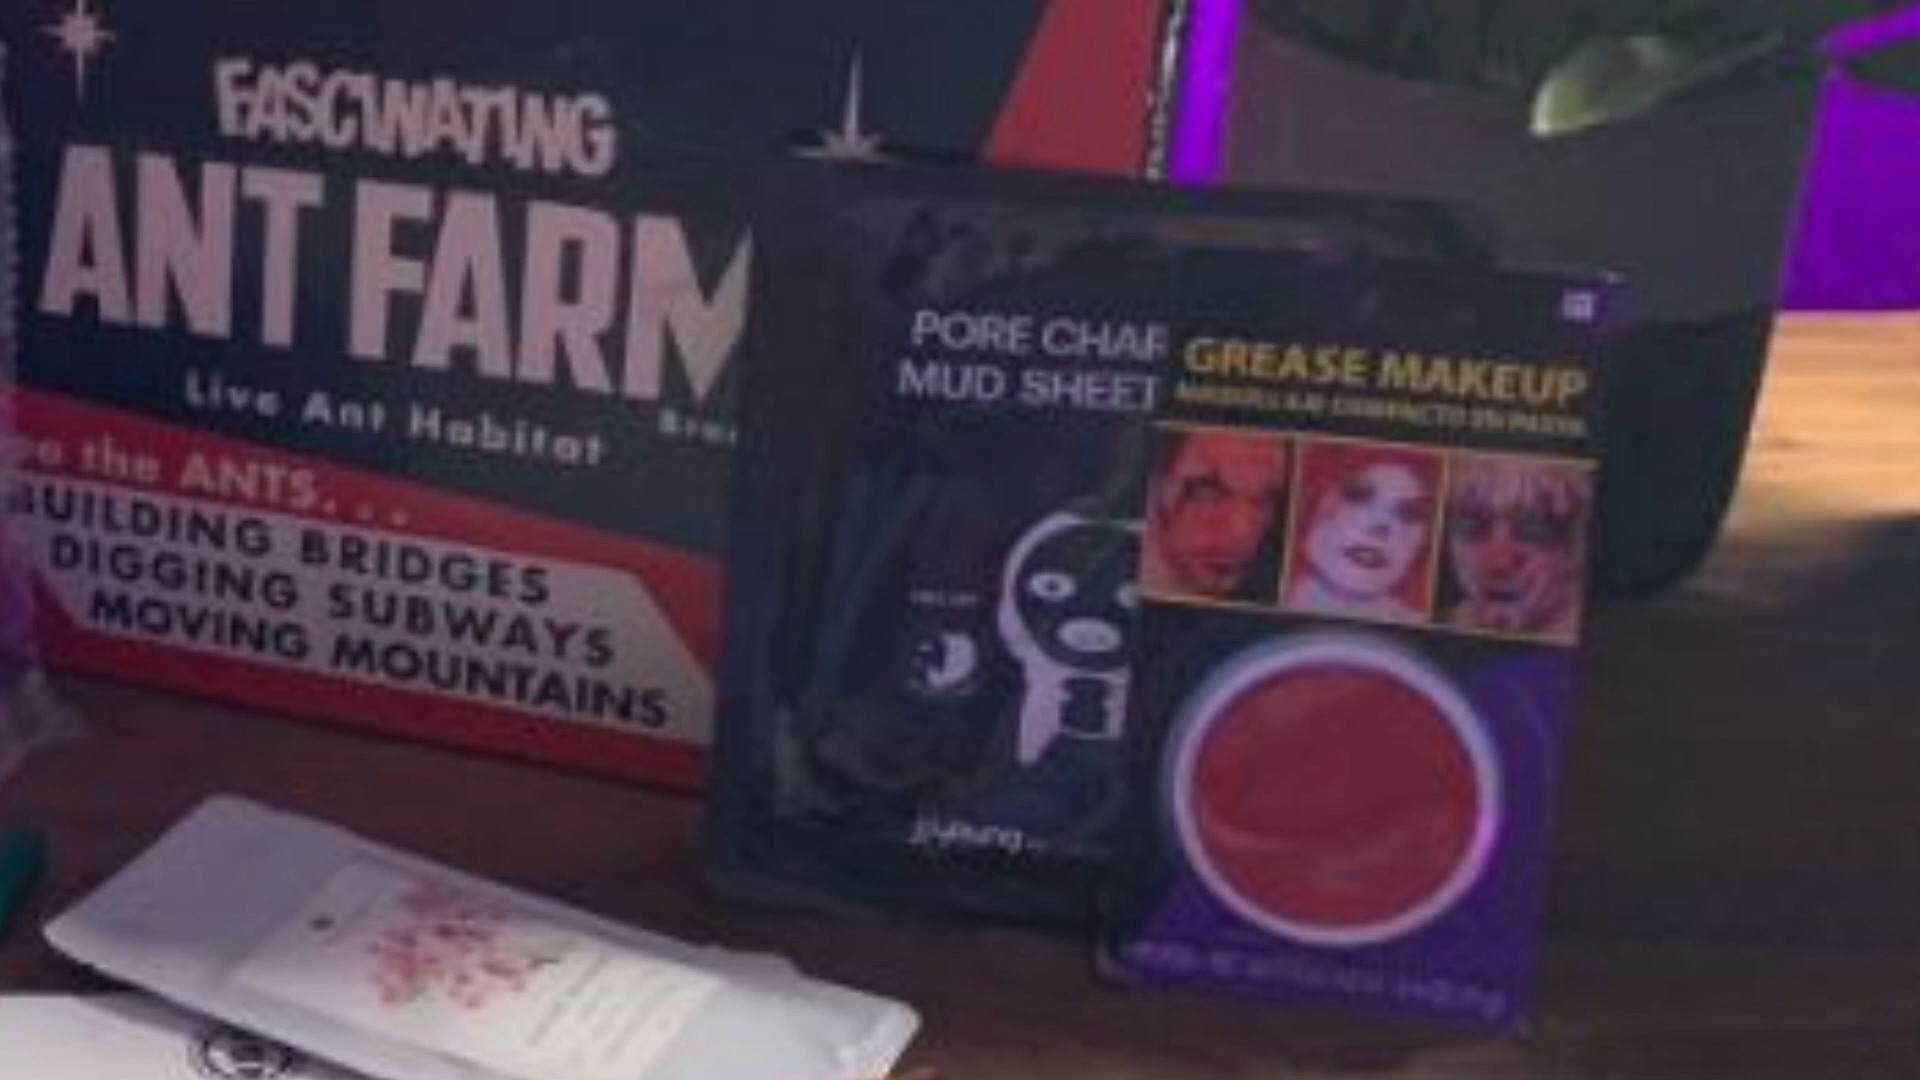 FASCINATING
ANT FARM
Live Ant Habitat
the ANTS...
BUILDING BRIDGES
DIGGING SUBWAYS
MOVING MOUNTAINS
PORE CHAR
MUD SHEET
jjyoung
GREASE MAKEUP